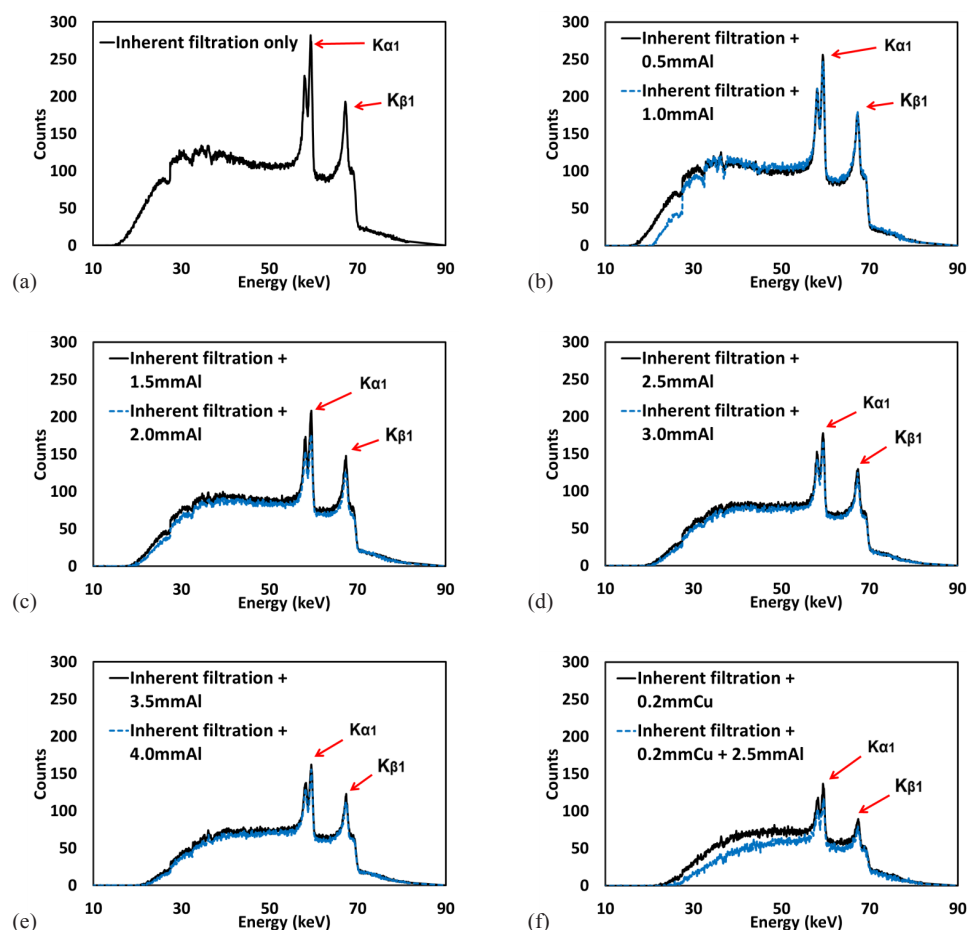 300
250
200
150
100
50
0
Counts
Inherent filtration only
Kα1
Kβ1
10 30 50 70 90
Energy (keV)
(a)
300
250
200
150
100
50
0
Counts
Inherent filtration +
0.5mmAl
Inherent filtration +
1.0mmAl
Kα1
Kβ1
10 30 50 70 90
Energy (keV)
(b)
300
250
200
150
100
50
0
Counts
Inherent filtration +
1.5mmAl
Inherent filtration +
2.0mmAl
Kα1
Kβ1
10 30 50 70 90
Energy (keV)
(c)
300
250
200
150
100
50
0
Counts
Inherent filtration +
2.5mmAl
Inherent filtration +
3.0mmAl
Kα1
Kβ1
10 30 50 70 90
Energy (keV)
(d)
300
250
200
150
100
50
0
Counts
Inherent filtration +
3.5mmAl
Inherent filtration +
4.0mmAl
Kα1
Kβ1
10 30 50 70 90
Energy (keV)
(e)
300
250
200
150
100
50
0
Counts
Inherent filtration +
0.2mmCu
Inherent filtration +
0.2mmCu + 2.5mmAl
Kα1
Kβ1
10 30 50 70 90
Energy (keV)
(f)